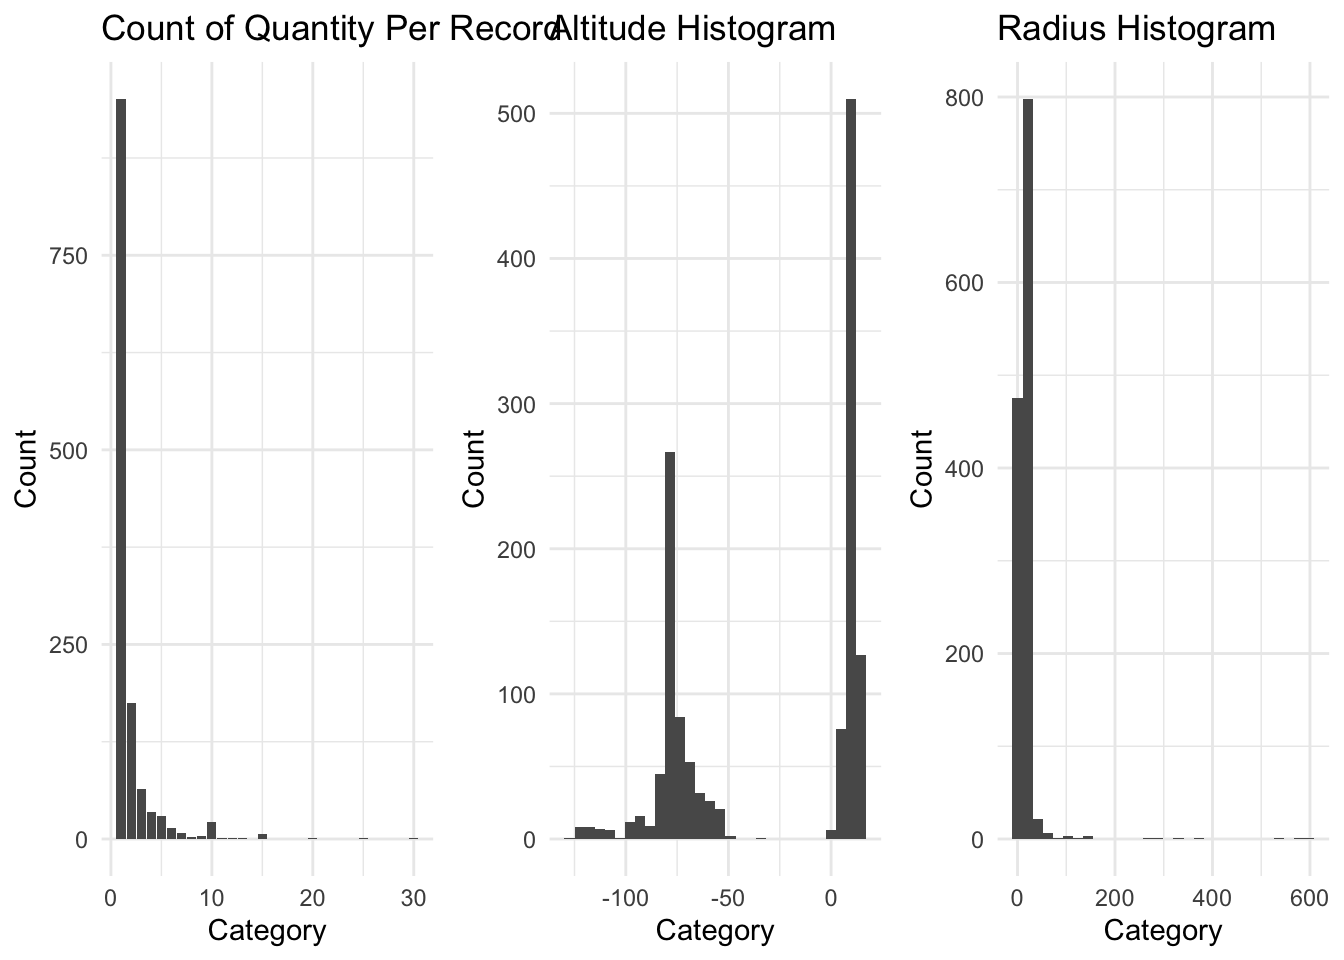 Count of Quantity Per Record
750
500
250
0
0 10 20 30
Category
Count
Altitude Histogram
500
400
300
200
100
0
-100 -50 0
Category
Count
Radius Histogram
800
600
400
200
0
0 200 400 600
Category
Count